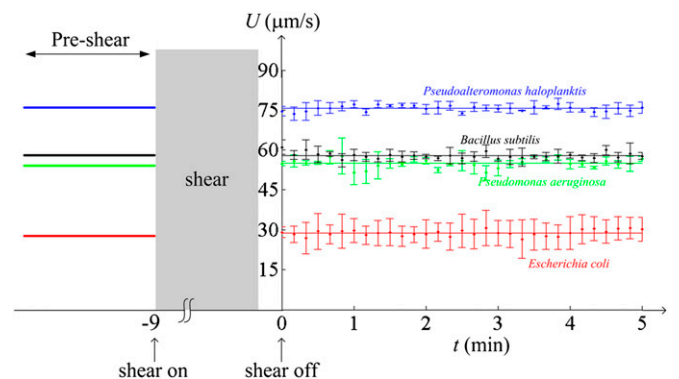 U (μm/s)
Pre-shear
90
Pseudoalteromonas haloplanktis
75
Bacillus subtilis
60
shear
Pseudomonas aeruginosa
45
30
Escherichia coli
15
-9
0
1
2
3
4
5
t (min)
shear on
shear off